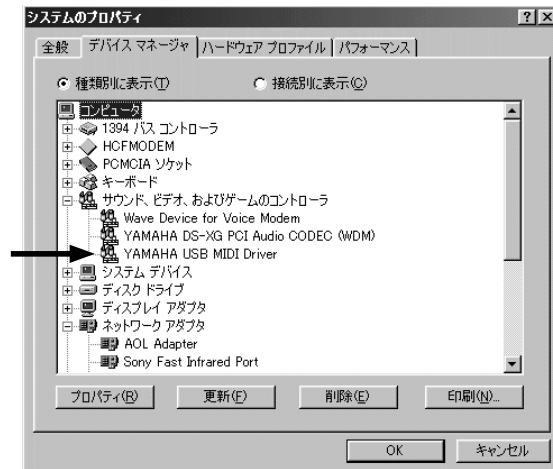 システムのプロパティ
全般 デバイス マネージャ ハードウェア プロファイル パフォーマンス
種類別に表示(T) 接続別に表示(C)
コンピュータ
1394 バス コントローラ
HCFMODEM
PCMCIA ソケット
キーボード
サウンド、ビデオ、およびゲームのコントローラ
Wave Device for Voice Modem
YAMAHA DS-XG PCI Audio CODEC (WDM)
YAMAHA USB MIDI Driver
システム デバイス
ディスク ドライブ
ディスプレイ アダプタ
ネットワーク アダプタ
AOL Adapter
Sony Fast Infrared Port
プロパティ(R) 更新(F) 削除(E) 印刷(N)...
OK キャンセル